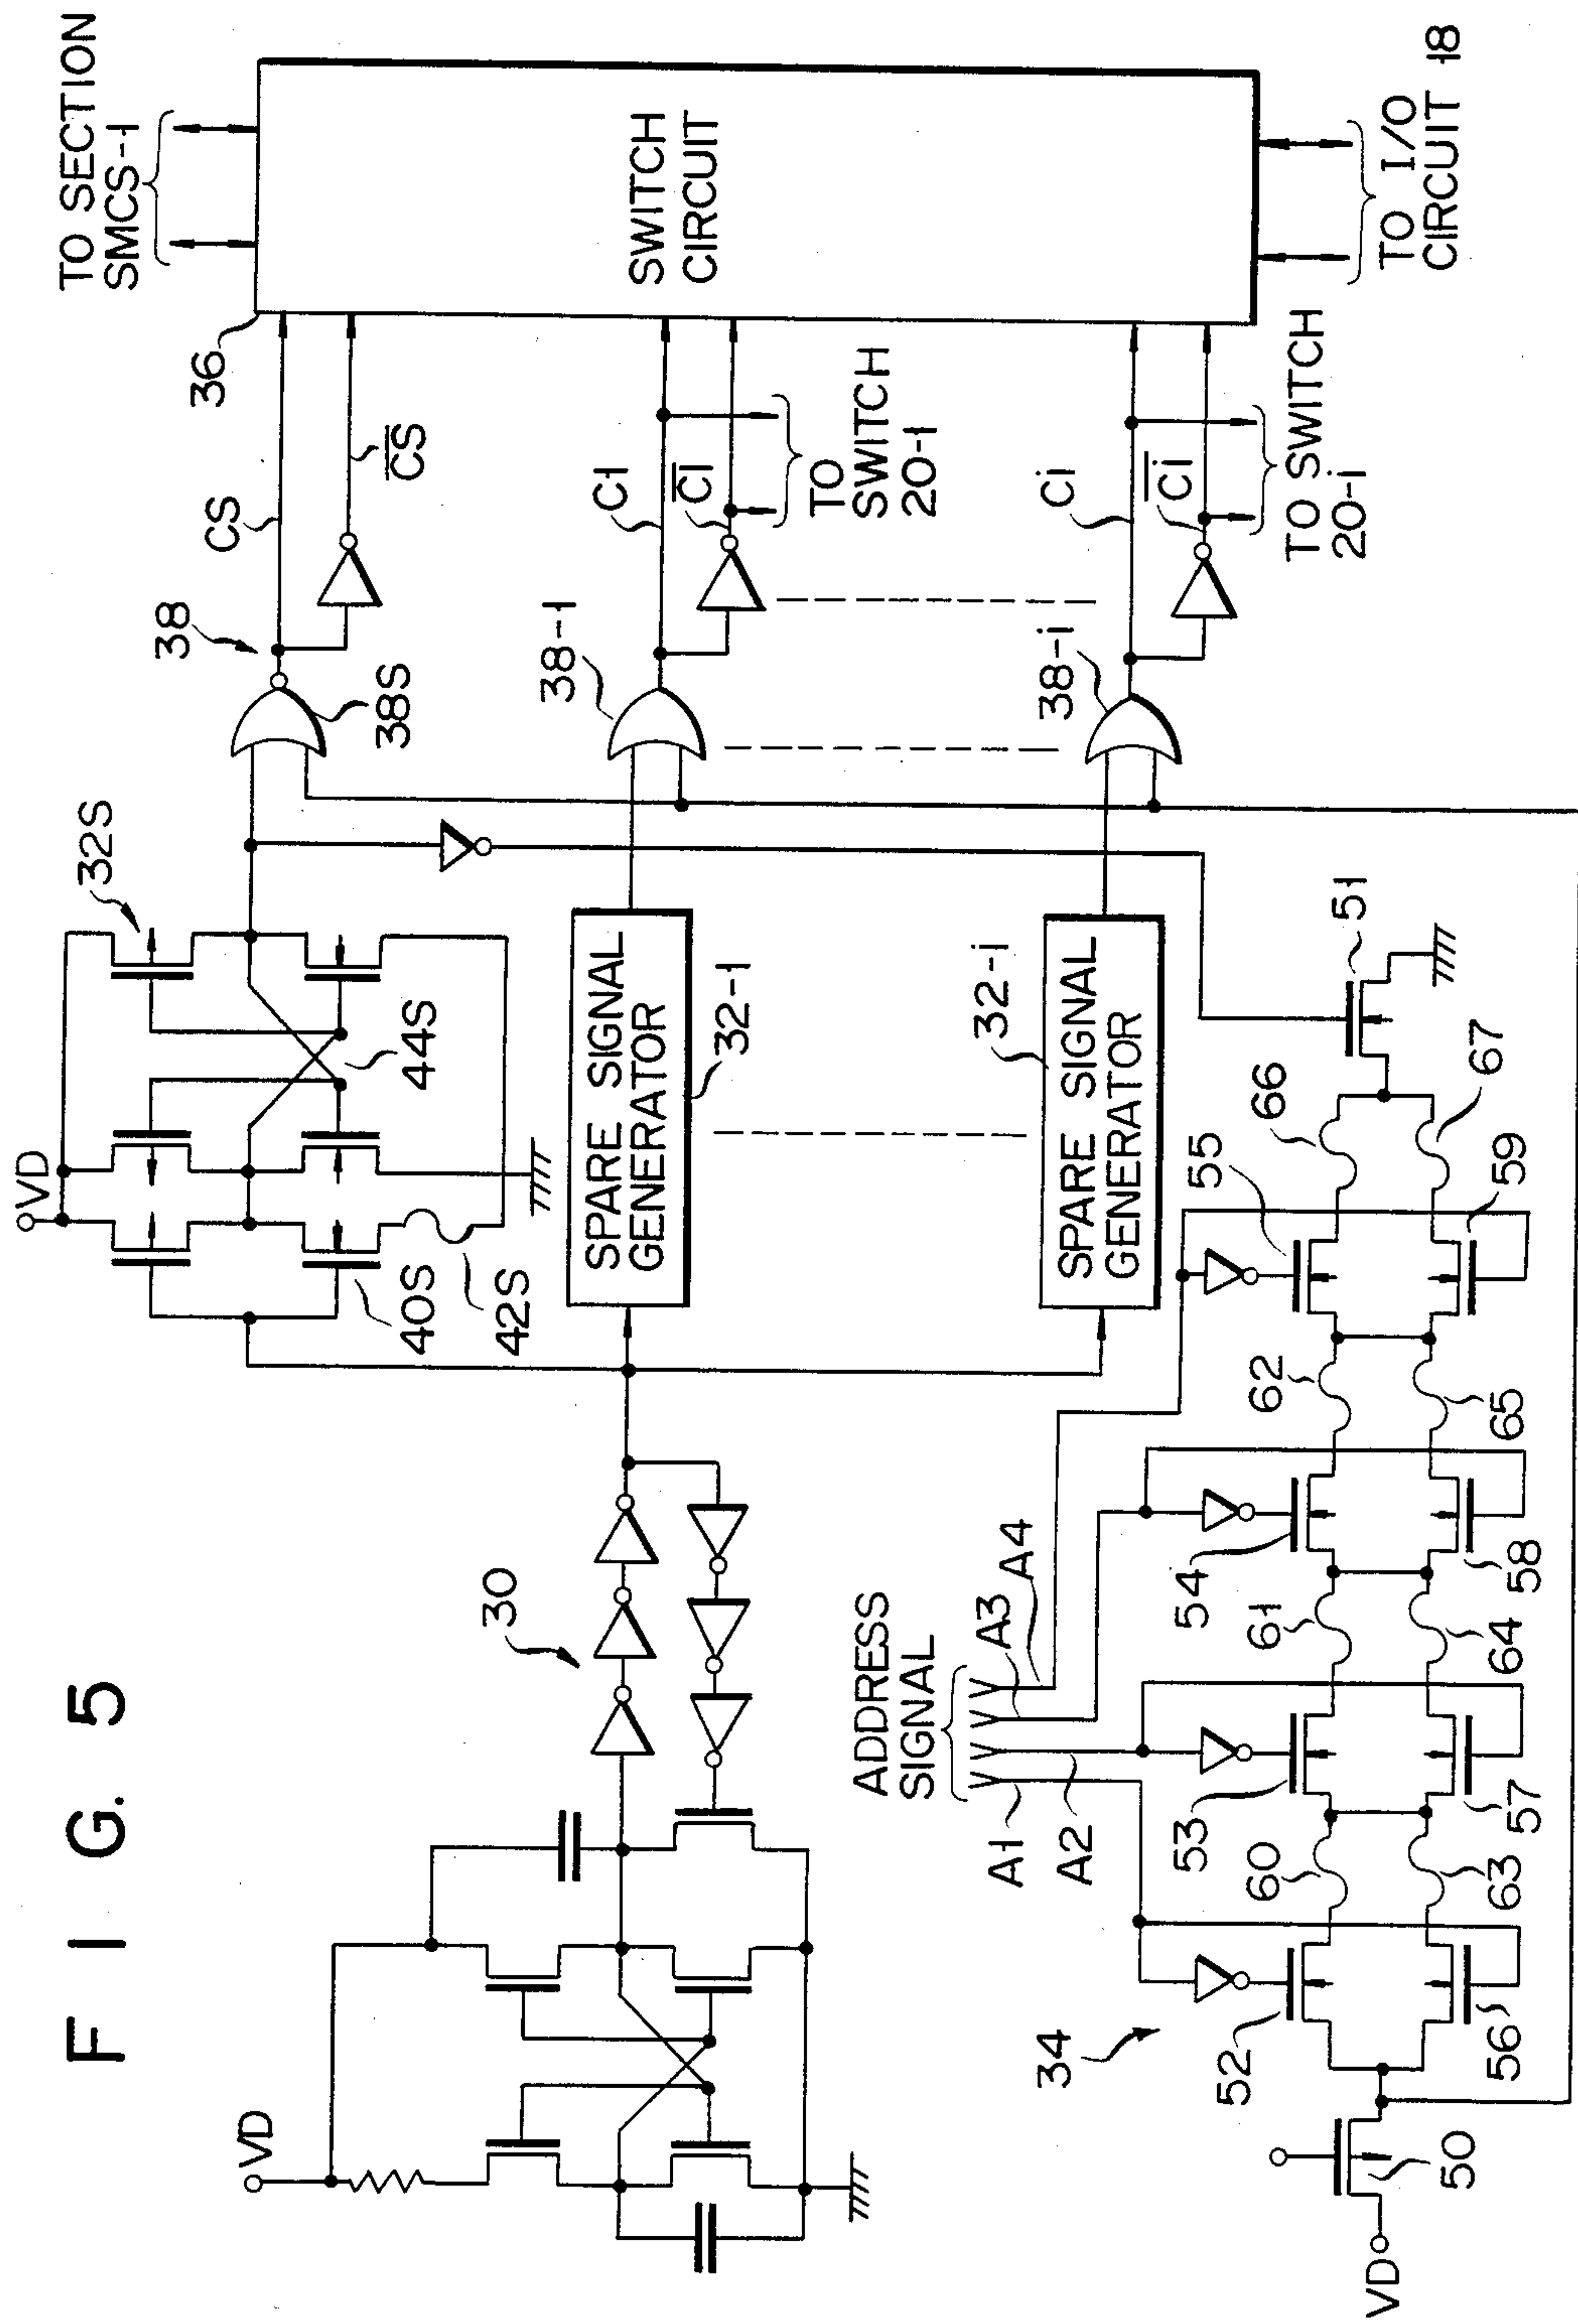 FIG. 5
VD
30
VD
32S
40S
42S
44S
38
38S
CS
C̅S̅
36
TO SECTION
SMCS-1
SWITCH
CIRCUIT
SPARE SIGNAL
GENERATOR
32-1
38-1
C1
C̅1̅
TO
SWITCH
20-1
SPARE SIGNAL
GENERATOR
32-i
38-i
Ci
C̅i̅
TO SWITCH
20-i
TO I/O
CIRCUIT 18
ADDRESS
SIGNAL
A1
A2
A3
A4
34
VD
50
52
56
60
63
53
57
61
64
54
58
62
65
55
59
66
67
51